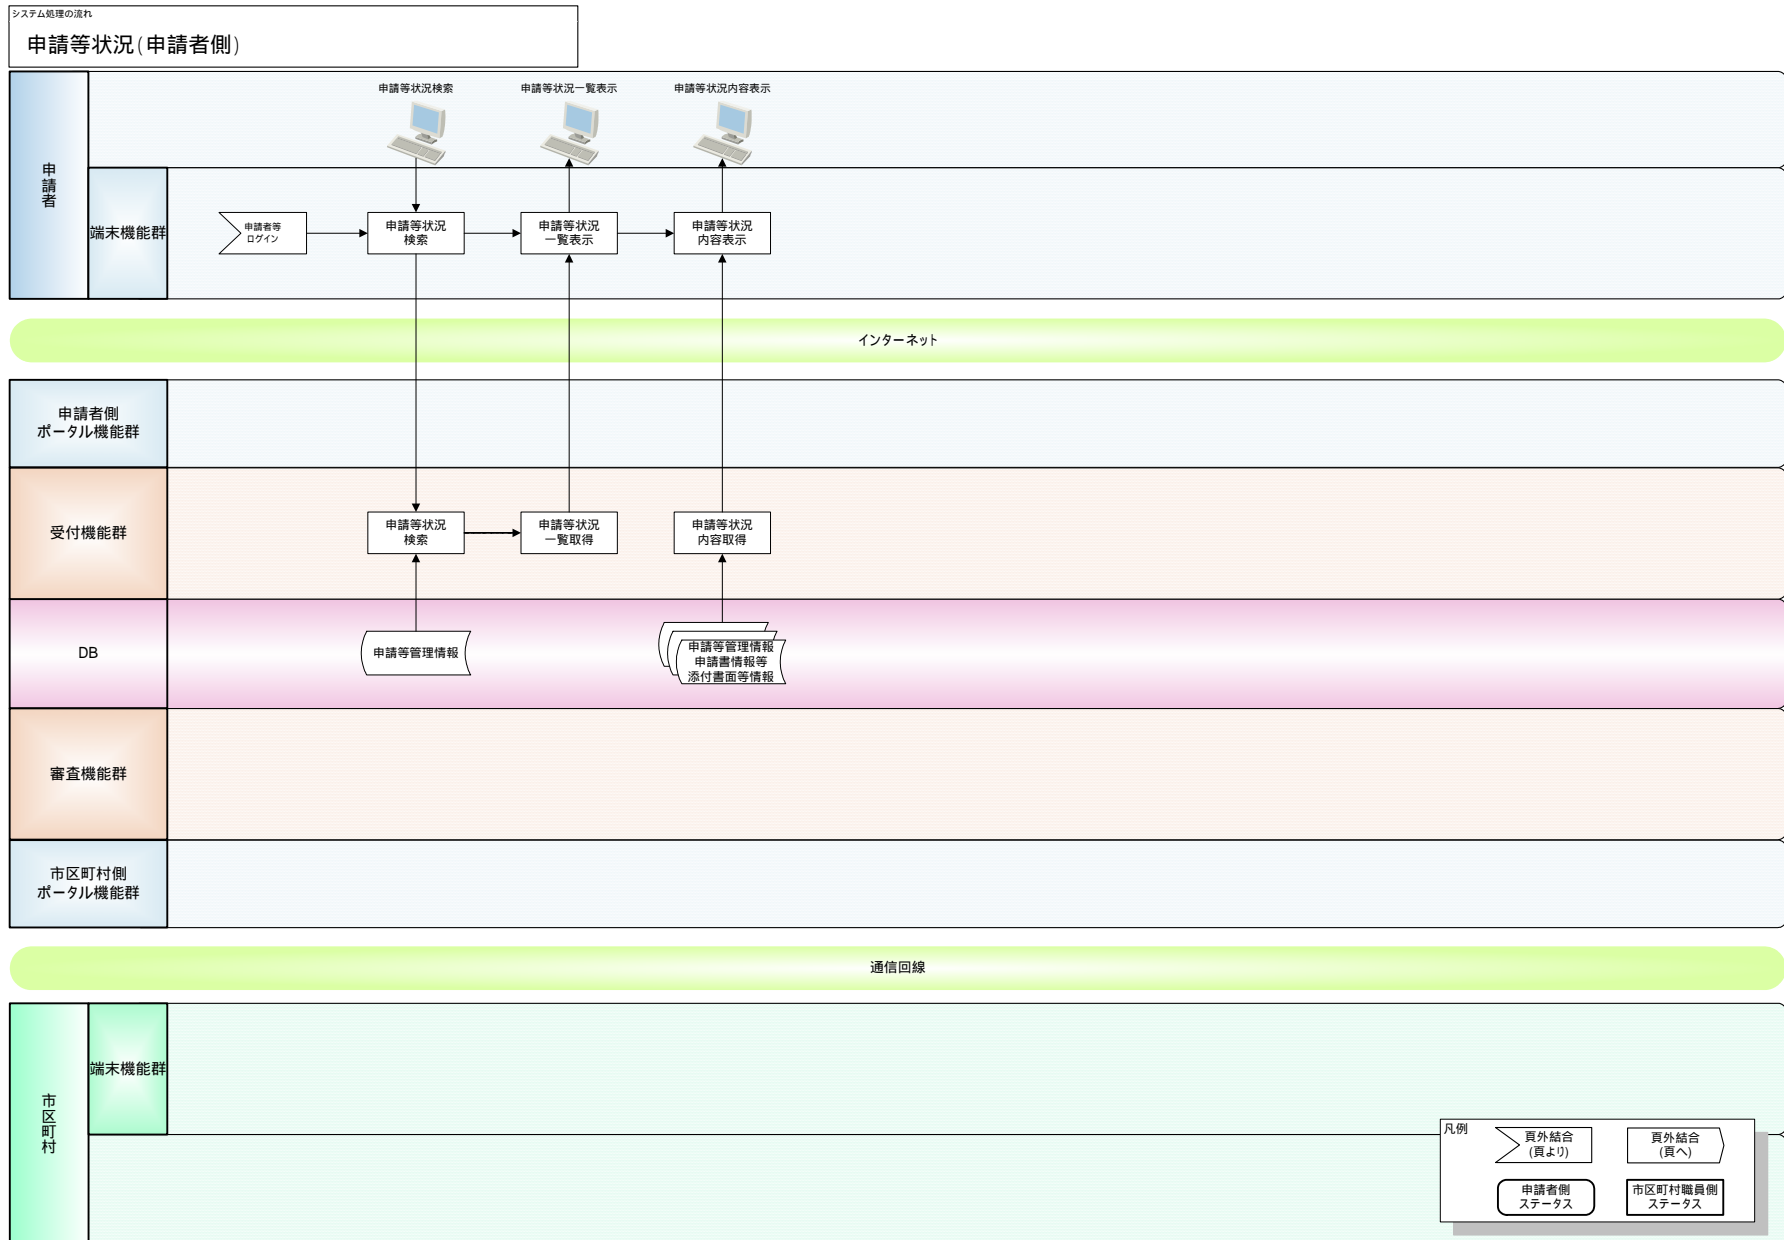 システム処理の流れ
申請等状況(申請者側)
申請等状況検索
申請等状況一覧表示
申請等状況内容表示
申請者
端末機能群
申請者等
ログイン
申請等状況
検索
申請等状況
一覧表示
申請等状況
内容表示
インターネット
申請者側
ポータル機能群
受付機能群
申請等状況
検索
申請等状況
一覧取得
申請等状況
内容取得
DB
申請等管理情報
申請等管理情報
申請書情報等
添付書面等情報
審査機能群
市区町村側
ポータル機能群
通信回線
市区町村
端末機能群
凡例
頁外結合
(頁より)
頁外結合
(頁へ)
申請者側
ステータス
市区町村職員側
ステータス